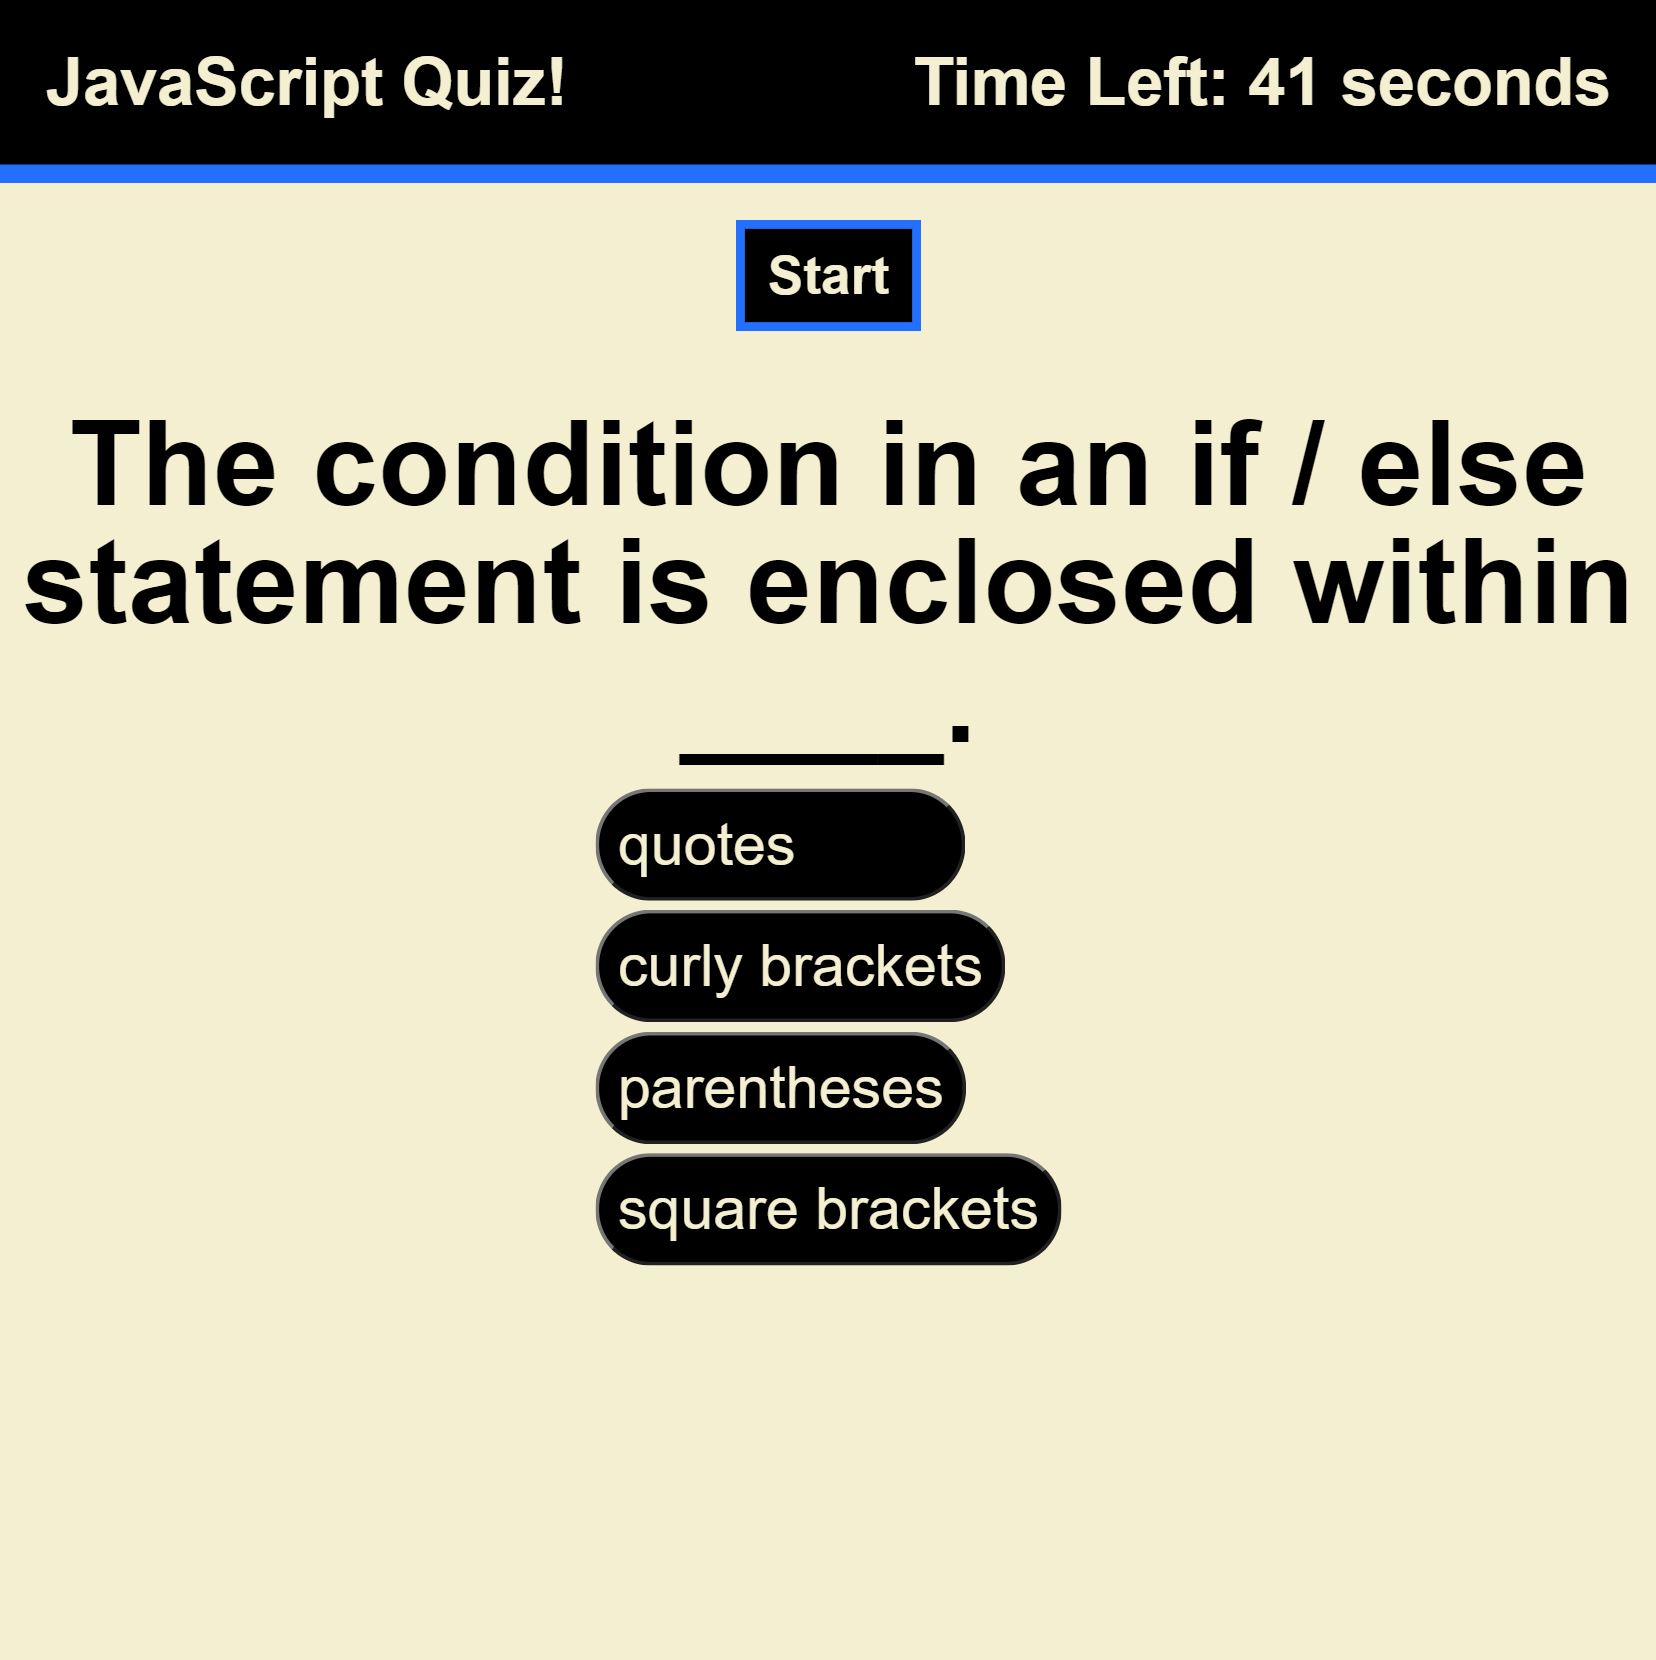 JavaScript Quiz!
Time Left: 41 seconds
Start
The condition in an if / else
statement is enclosed within
____.
quotes
curly brackets
parentheses
square brackets